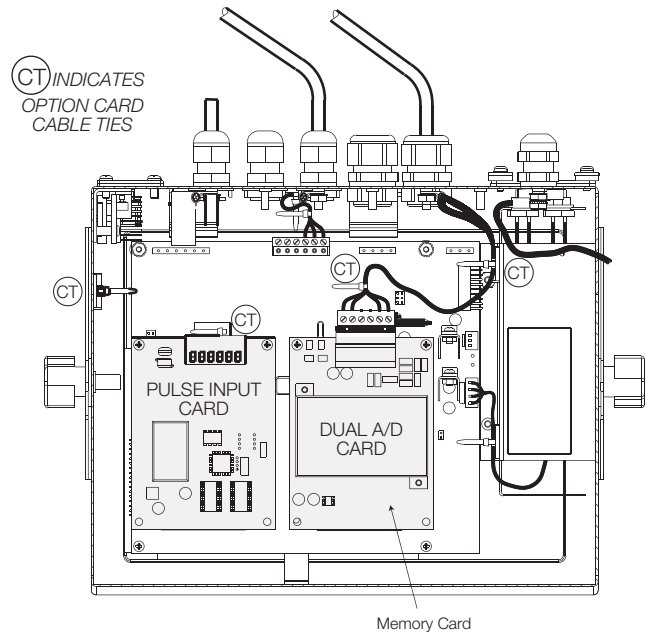 CT INDICATES
OPTION CARD
CABLE TIES
CT
CT
CT
CT
PULSE INPUT
CARD
DUAL A/D
CARD
Memory Card